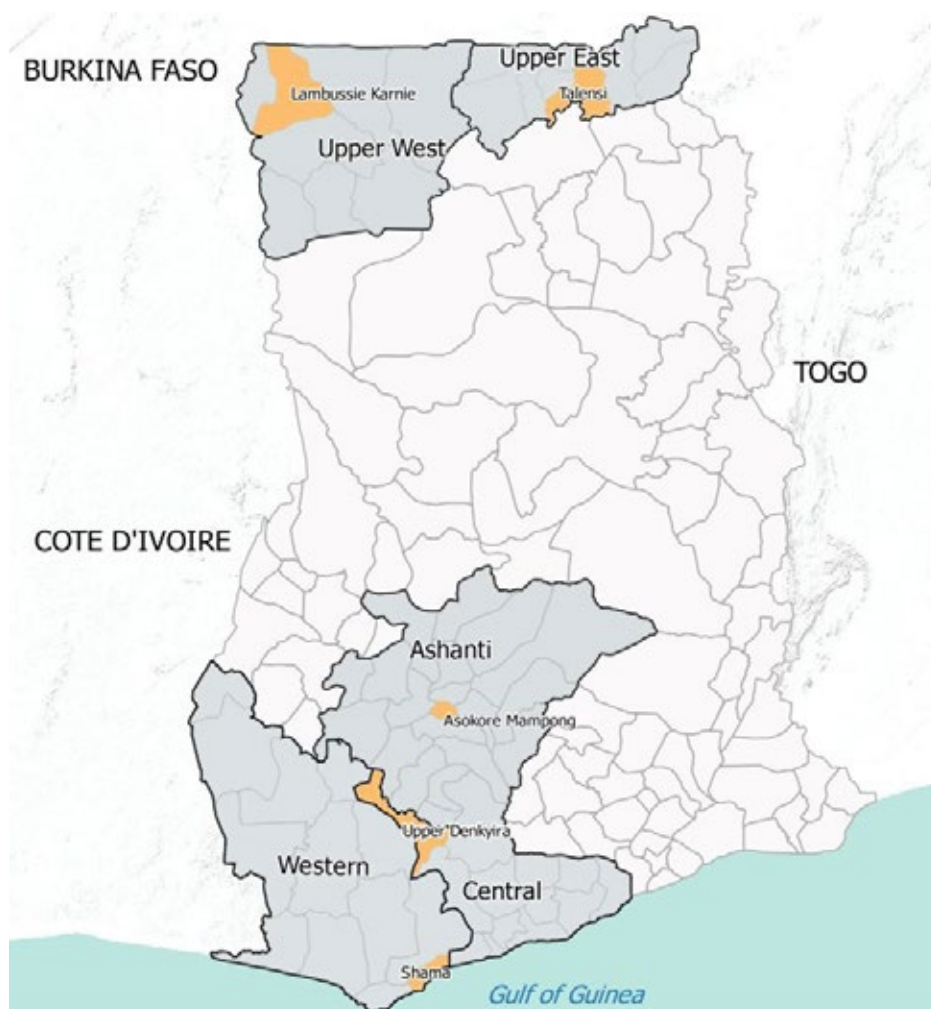 Upper East
BURKINA FASO
Lambussie Karnie
Talensi
Upper West
TOGO
COTE D'IVOIRE
Ashanti
Asokore Mampong
Upper Denkyira
Western
Central
Shama
Gulf of Guinea